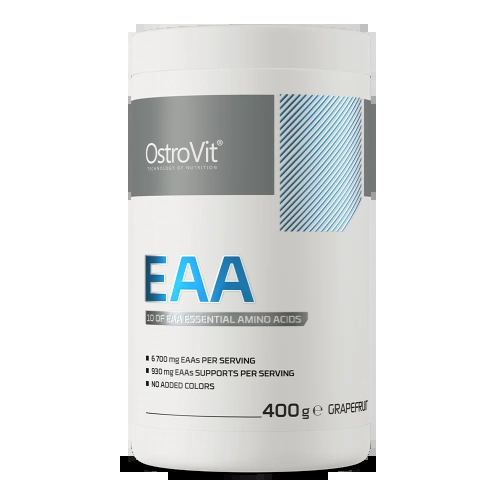 OstroVit®
TECHNOLOGY OF NUTRITION
EAA
10 OF EAA ESSENTIAL AMINO ACIDS
6 700 mg EAAs PER SERVING
930 mg EAAs SUPPORTS PER SERVING
NO ADDED COLORS
400 g ℮ GRAPEFRUIT